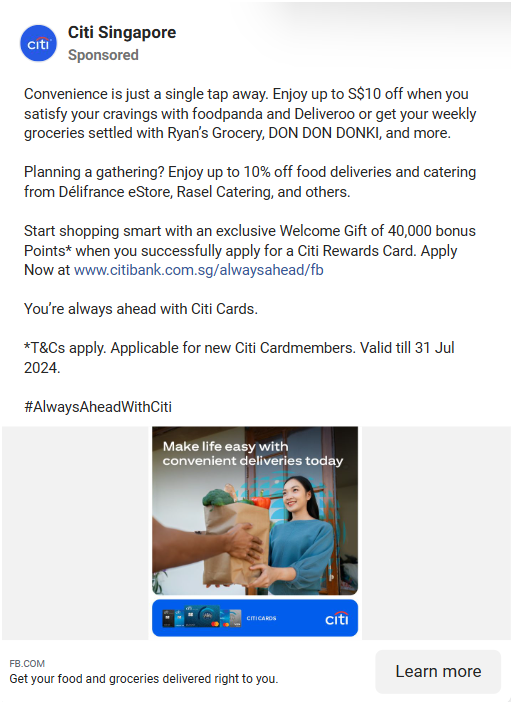 citi
Citi Singapore
Sponsored
Convenience is just a single tap away. Enjoy up to S$10 off when you
satisfy your cravings with foodpanda and Deliveroo or get your weekly
groceries settled with Ryan’s Grocery, DON DON DONKI, and more.
Planning a gathering? Enjoy up to 10% off food deliveries and catering
from Délifrance eStore, Rasel Catering, and others.
Start shopping smart with an exclusive Welcome Gift of 40,000 bonus
Points* when you successfully apply for a Citi Rewards Card. Apply
Now at www.citibank.com.sg/alwaysahead/fb
You’re always ahead with Citi Cards.
*T&Cs apply. Applicable for new Citi Cardmembers. Valid till 31 Jul
2024.
#AlwaysAheadWithCiti
Make life easy with
convenient deliveries today
CITI CARDS
citi
FB.COM
Get your food and groceries delivered right to you.
Learn more